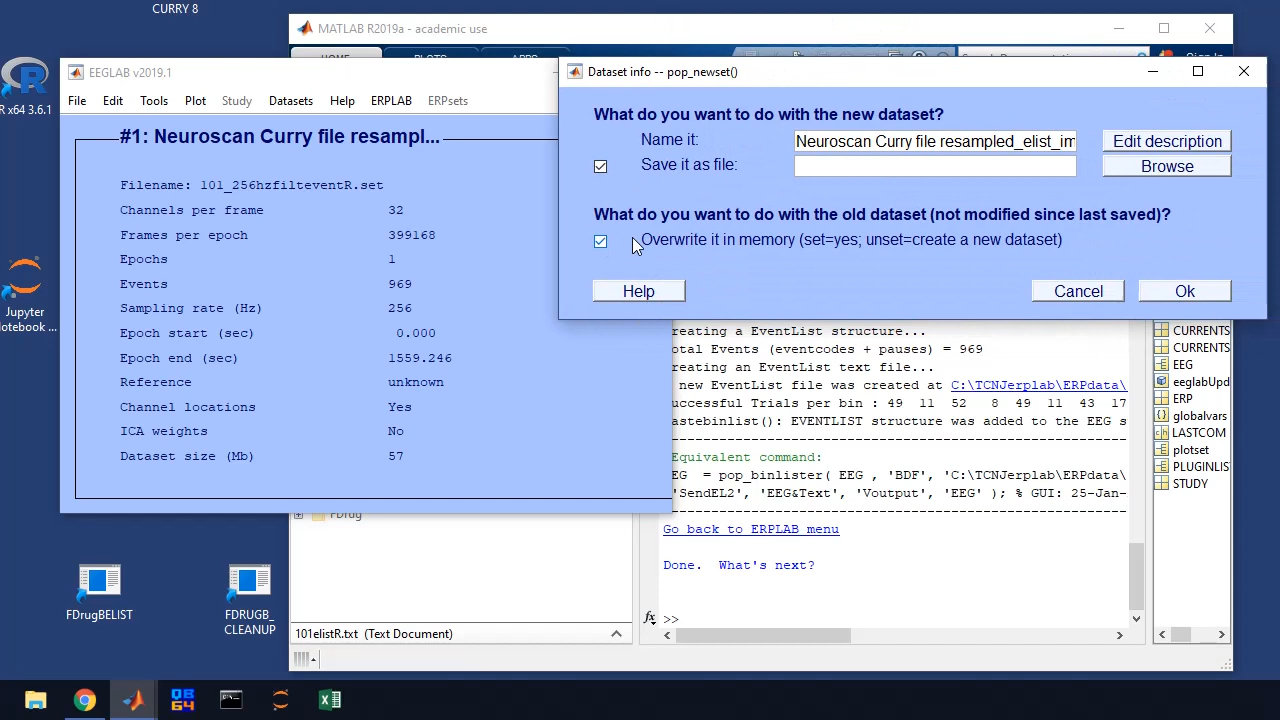 CURRY 8
R x64 3.6.1
Jupyter
Notebook ...
FDrugBELIST
FDRUGB_
CLEANUP
MATLAB R2019a - academic use
HOME
PLOTS
APPS
EEGLAB v2019.1
File Edit Tools Plot Study Datasets Help ERPLAB ERPsets
#1: Neuroscan Curry file resampl...
Filename: 101_256hzfilteventR.set
Channels per frame 32
Frames per epoch 399168
Epochs 1
Events 969
Sampling rate (Hz) 256
Epoch start (sec) 0.000
Epoch end (sec) 1559.246
Reference unknown
Channel locations Yes
ICA weights No
Dataset size (Mb) 57
Dataset info -- pop_newset()
What do you want to do with the new dataset?
Name it: Neuroscan Curry file resampled_elist_im Edit description
Save it as file: Browse
What do you want to do with the old dataset (not modified since last saved)?
Overwrite it in memory (set=yes; unset=create a new dataset)
Help Cancel Ok
reating a EventList structure...
otal Events (eventcodes + pauses) = 969
reating an EventList text file...
new EventList file was created at C:\TCNJerplab\ERPdata\
uccessful Trials per bin : 49 11 52 8 49 11 43 17
astebinlist(): EVENTLIST structure was added to the EEG s
Equivalent command:
EG = pop_binlister( EEG , 'BDF', 'C:\TCNJerplab\ERPdata\
'SendEL2', 'EEG&Text', 'Voutput', 'EEG' ); % GUI: 25-Jan-
Go back to ERPLAB menu
Done. What's next?
fx >>
CURRENTS
CURRENTS
EEG
eeglabUpd
ERP
globalvars
LASTCOM
plotset
PLUGINLIS
STUDY
FDrug
101elistR.txt (Text Document)